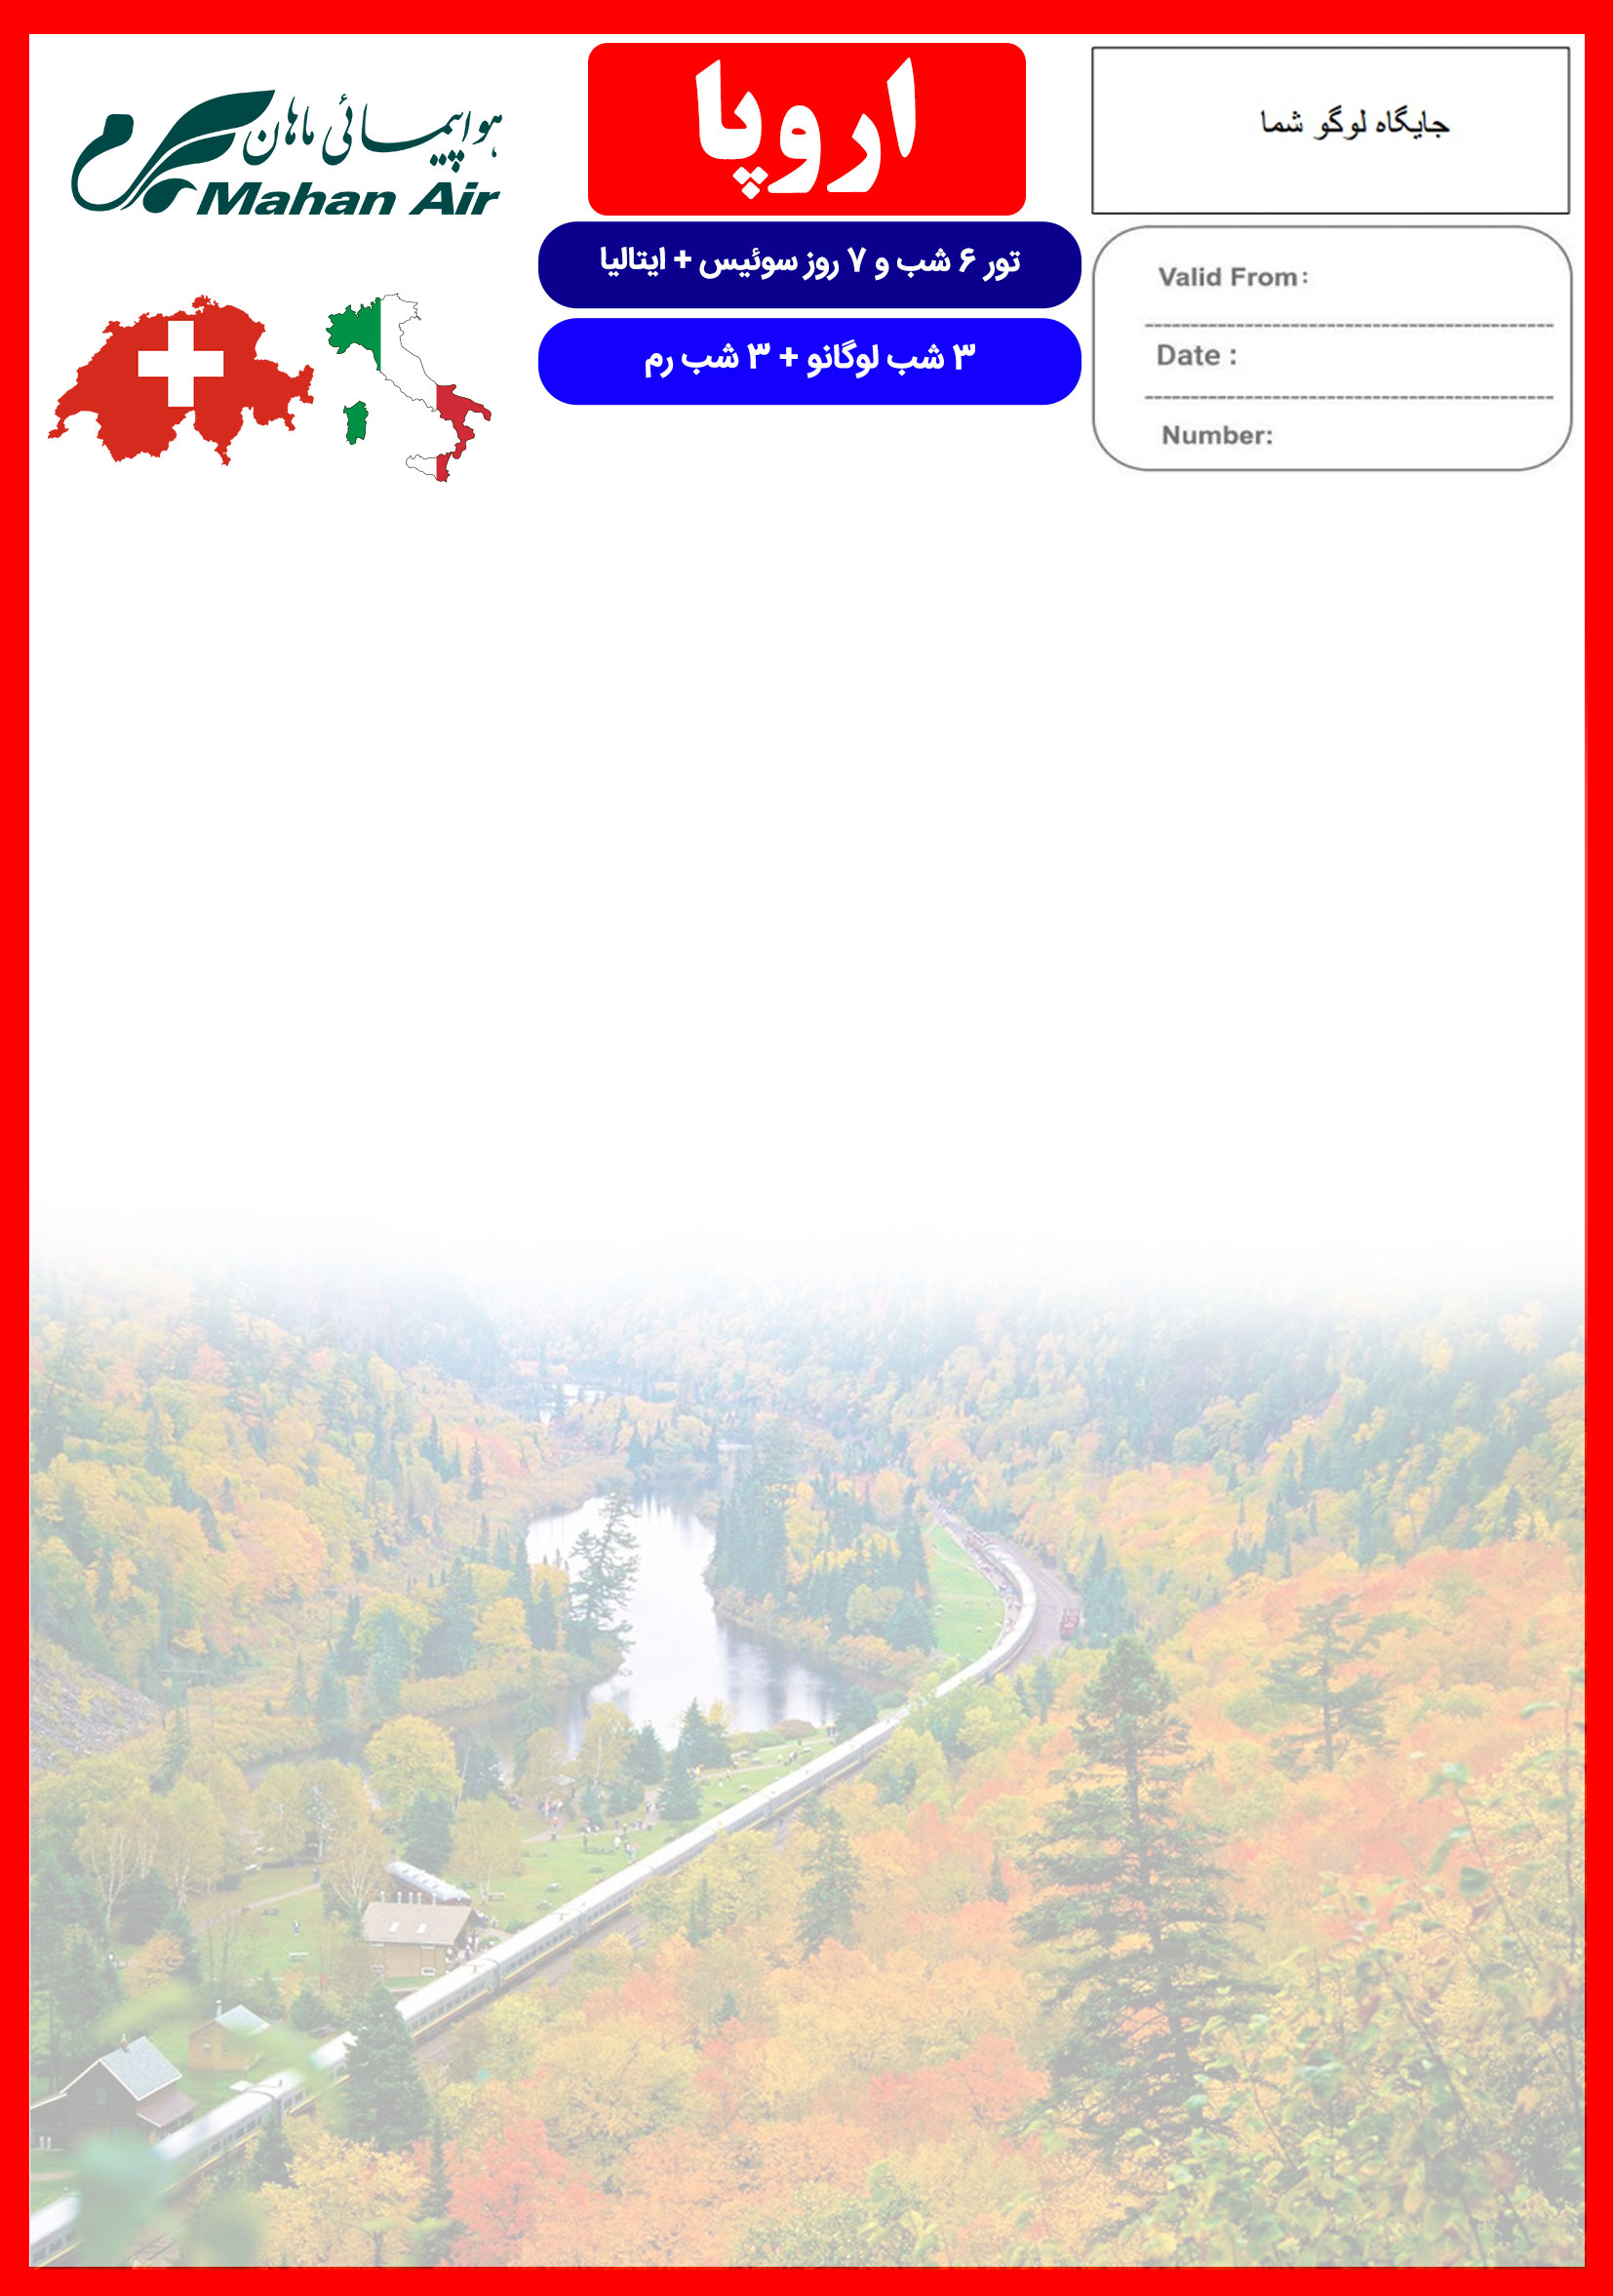 هواپیمائی ماهان
Mahan Air
اروپا
جایگاه لوگو شما
تور ۶ شب و ۷ روز سوئیس + ایتالیا
۳ شب لوگانو + ۳ شب رم
Valid From:
Date :
Number: